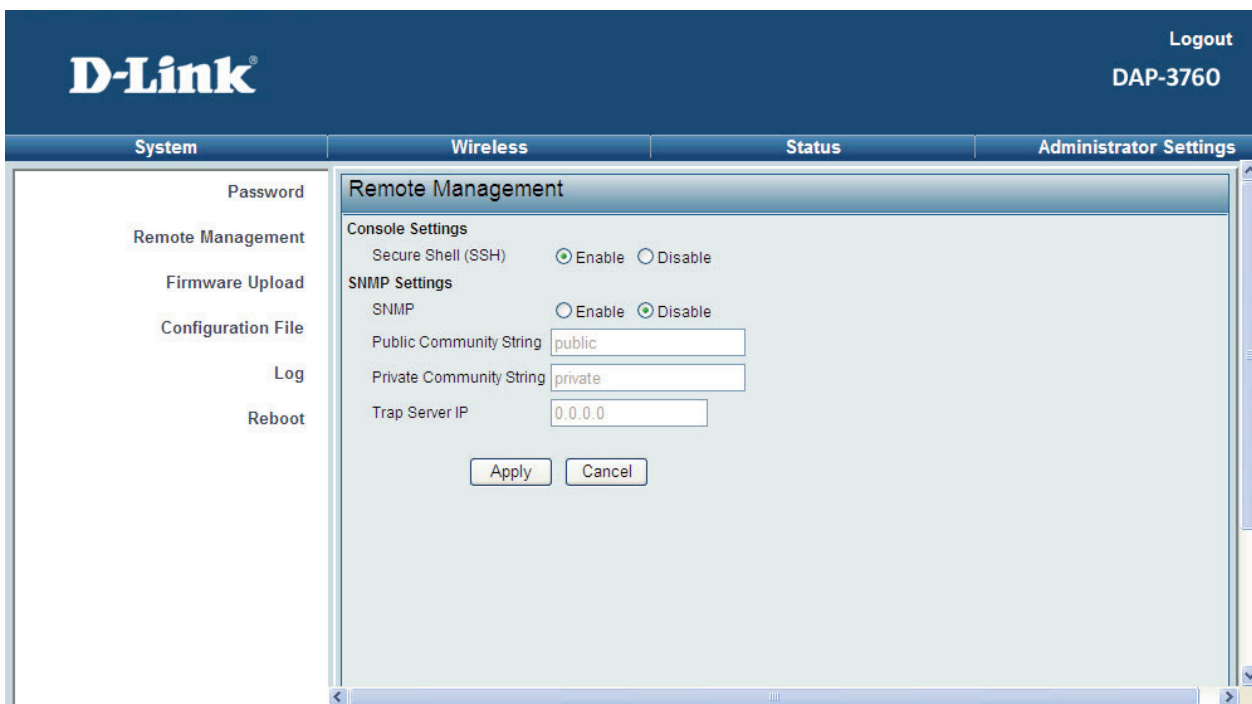 Logout
D-Link®
DAP-3760
System Wireless Status Administrator Settings
Password
Remote Management
Firmware Upload
Configuration File
Log
Reboot
Remote Management
Console Settings
Secure Shell (SSH) Enable Disable
SNMP Settings
SNMP Enable Disable
Public Community String public
Private Community String private
Trap Server IP 0.0.0.0
Apply Cancel